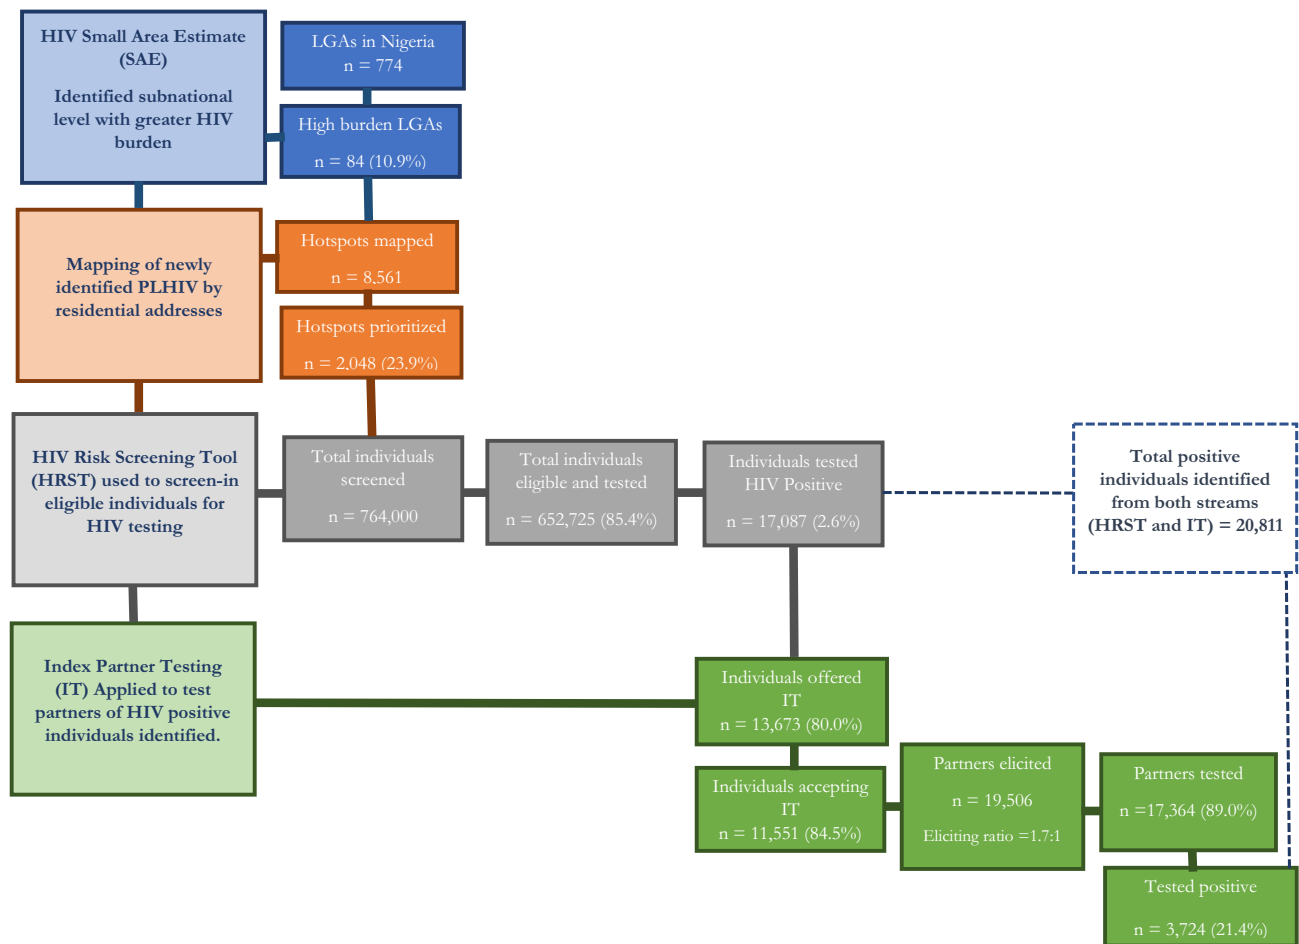 HIV Small Area Estimate
(SAE)
Identified subnational
level with greater HIV
burden
LGAs in Nigeria
n = 774
High burden LGAs
n = 84 (10.9%)
Mapping of newly
identified PLHIV by
residential addresses
Hotspots mapped
n = 8,561
Hotspots prioritized
n = 2,048 (23.9%)
HIV Risk Screening Tool
(HRST) used to screen-in
eligible individuals for
HIV testing
Total individuals
screened
n = 764,000
Total individuals
eligible and tested
n = 652,725 (85.4%)
Individuals tested
HIV Positive
n = 17,087 (2.6%)
Total positive
individuals identified
from both streams
(HRST and IT) = 20,811
Index Partner Testing
(IT) Applied to test
partners of HIV positive
individuals identified.
Individuals offered
IT
n = 13,673 (80.0%)
Individuals accepting
IT
n = 11,551 (84.5%)
Partners elicited
n = 19,506
Eliciting ratio =1.7:1
Partners tested
n =17,364 (89.0%)
Tested positive
n = 3,724 (21.4%)